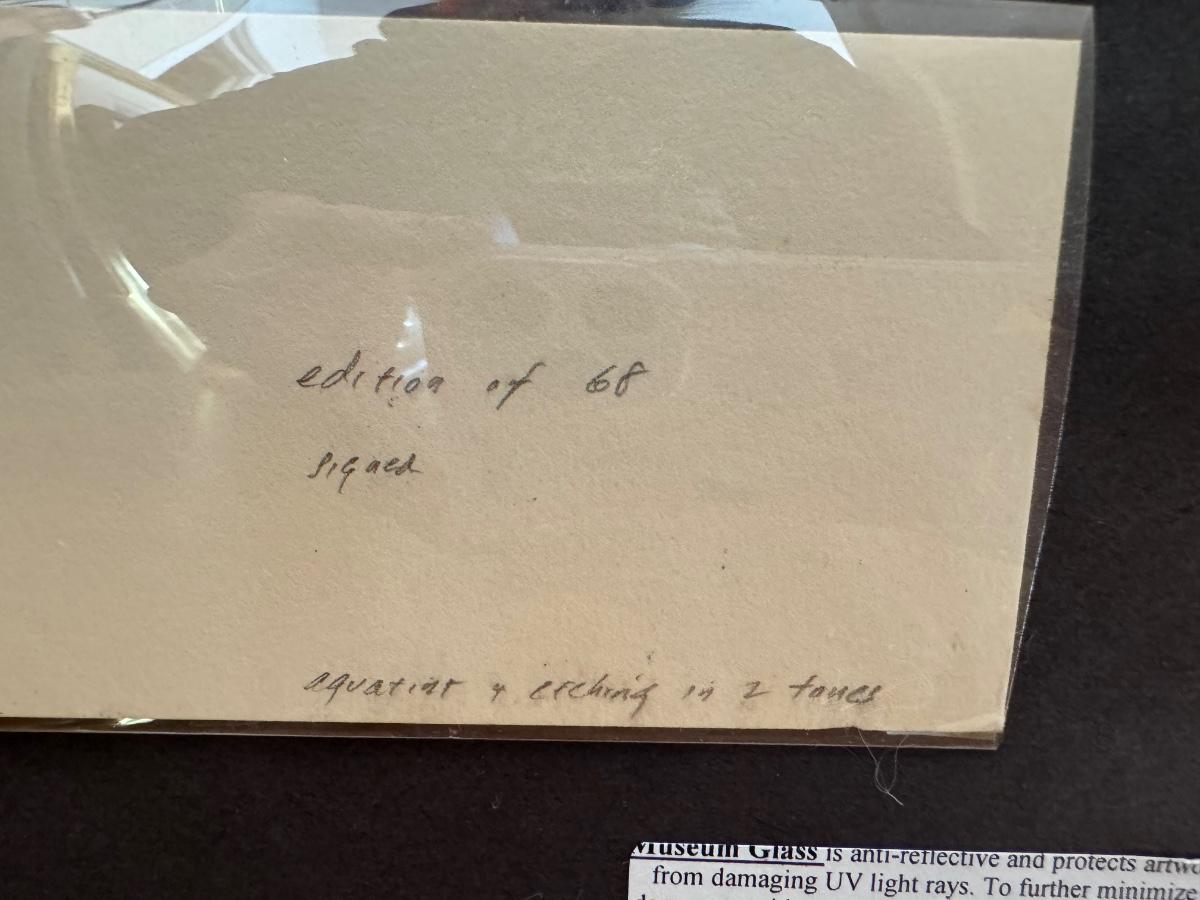 edition of 68
signed
aquatint & etching in 2 tones
Museum Glass is anti-reflective and protects
from damaging UV light rays. To further minimize